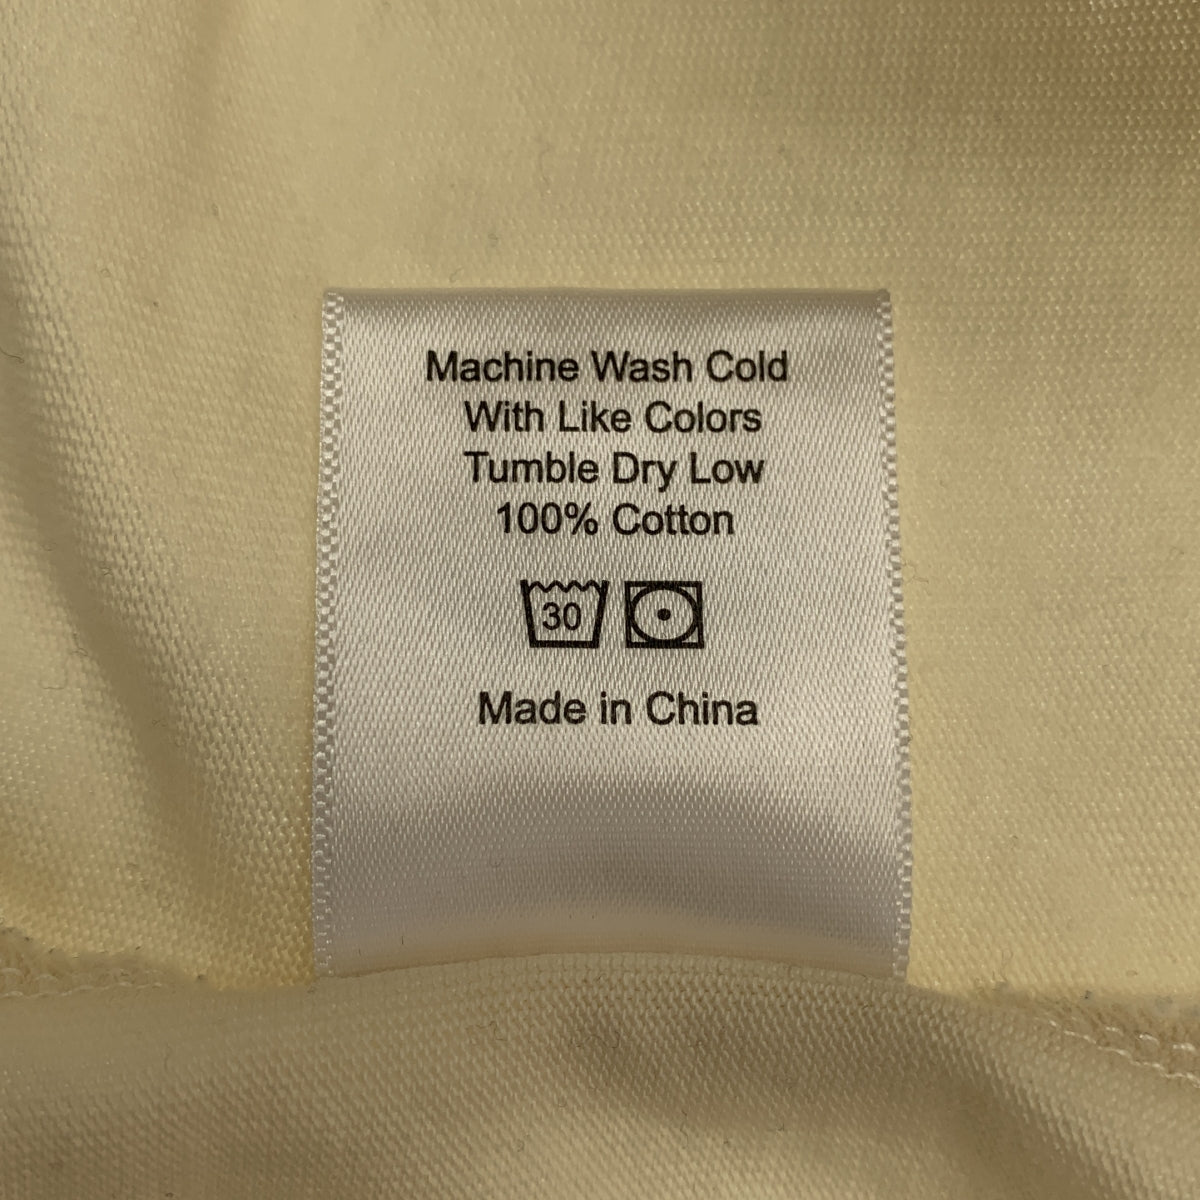 Machine Wash Cold
With Like Colors
Tumble Dry Low
100% Cotton
30
Made in China